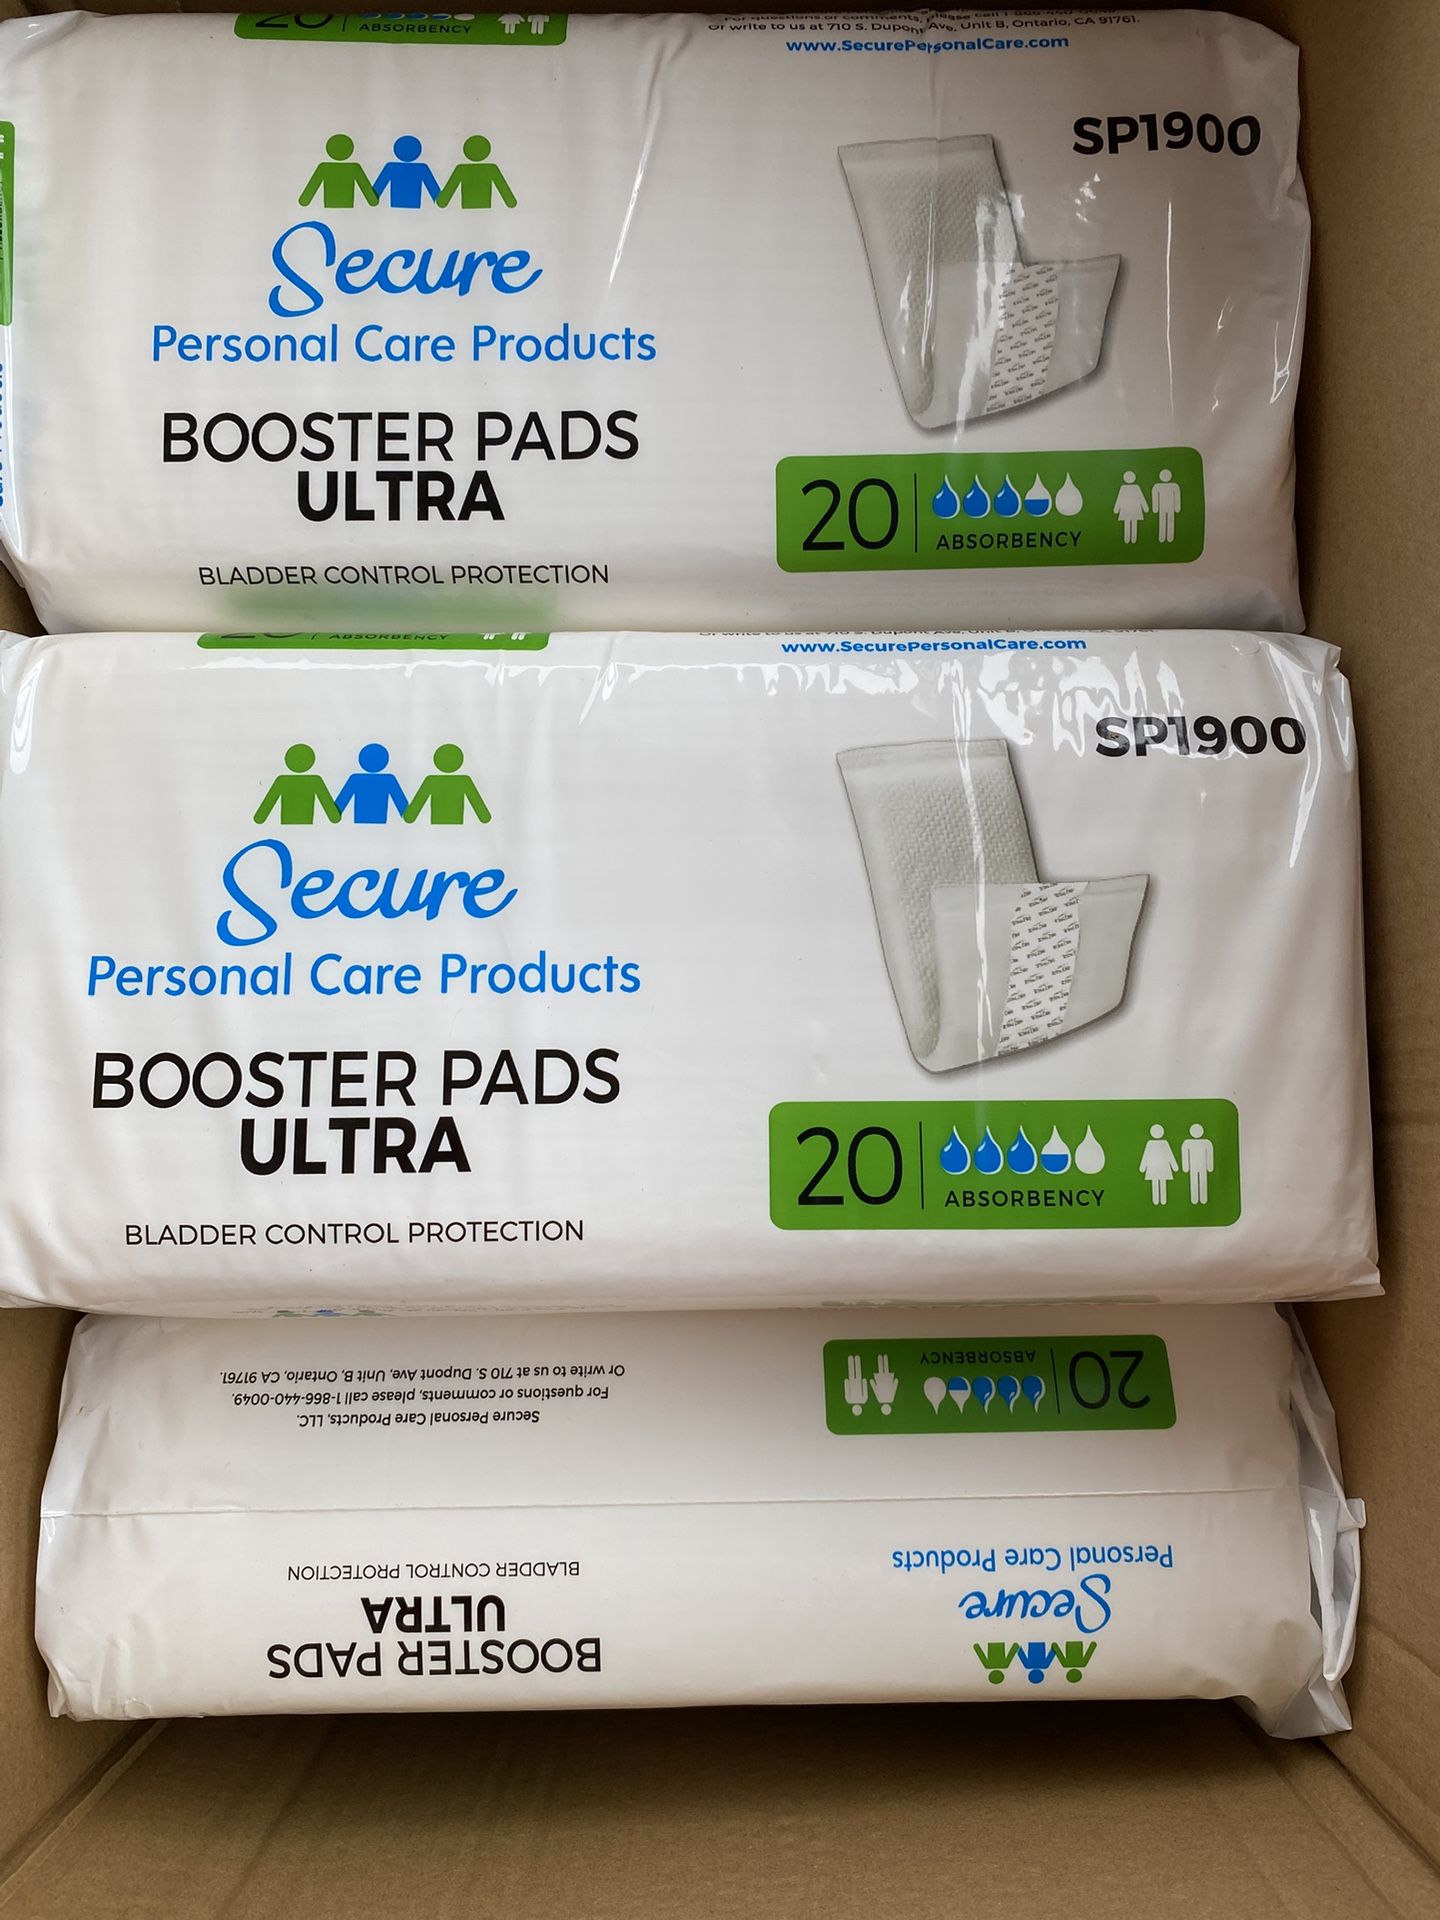 20
ABSORBENCY
Or write to us at 710 S. Dupont Ave, Unit B, Ontario, CA 91761.
www.SecurePersonalCare.com
SP1900
Secure
Personal Care Products
BOOSTER PADS
ULTRA
BLADDER CONTROL PROTECTION
20
ABSORBENCY
20
ABSORBENCY
www.SecurePersonalCare.com
SP1900
Secure
Personal Care Products
BOOSTER PADS
ULTRA
BLADDER CONTROL PROTECTION
20
ABSORBENCY
Secure
Personal Care Products
BOOSTER PADS
ULTRA
BLADDER CONTROL PROTECTION
20
ABSORBENCY
Secure Personal Care Products, LLC.
For questions or comments, please call 1-866-440-0049.
Or write to us at 710 S. Dupont Ave, Unit B, Ontario, CA 91761.